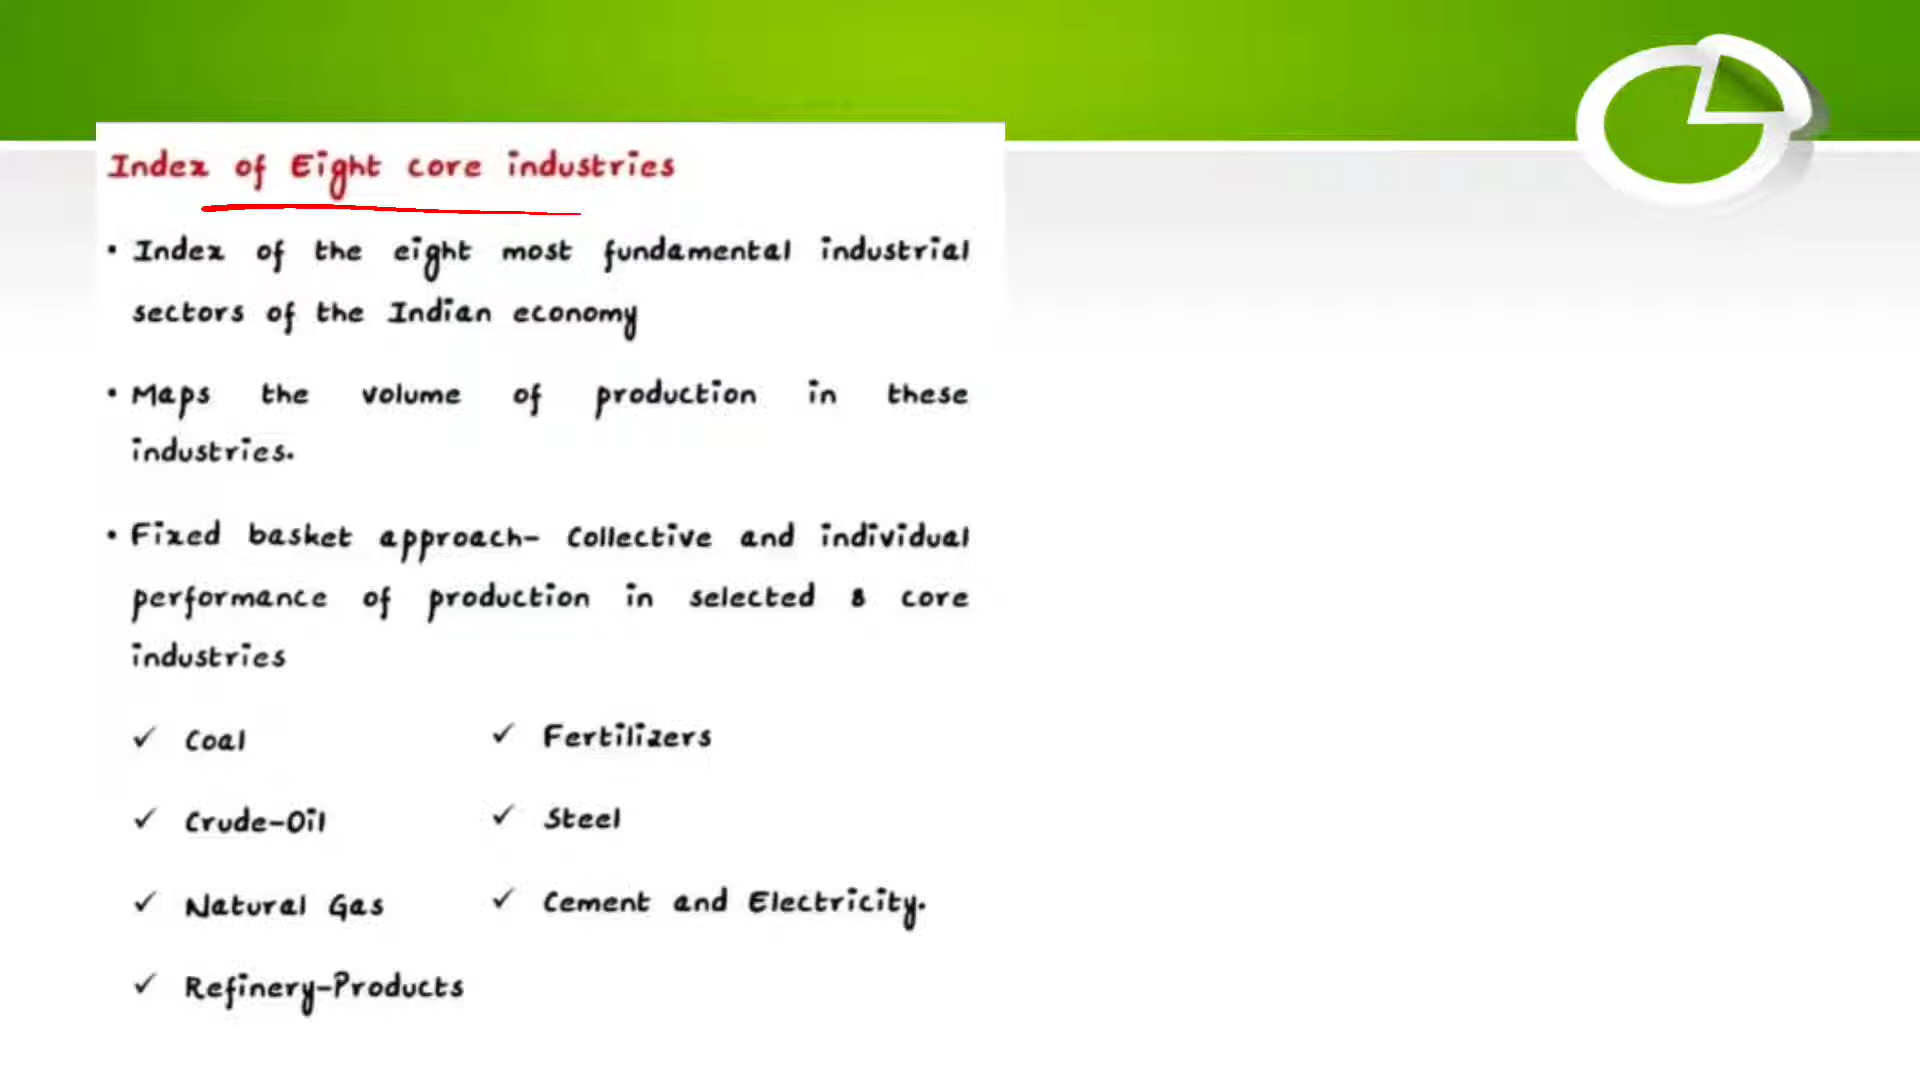 Index of Eight core industries
• Index of the eight most fundamental industrial
sectors of the Indian economy
• Maps the volume of production in these
industries.
• Fixed basket approach- Collective and individual
performance of production in selected 8 core
industries
✓ Coal
✓ Crude-Oil
✓ Natural Gas
✓ Refinery-Products
✓ Fertilizers
✓ Steel
✓ Cement and Electricity.